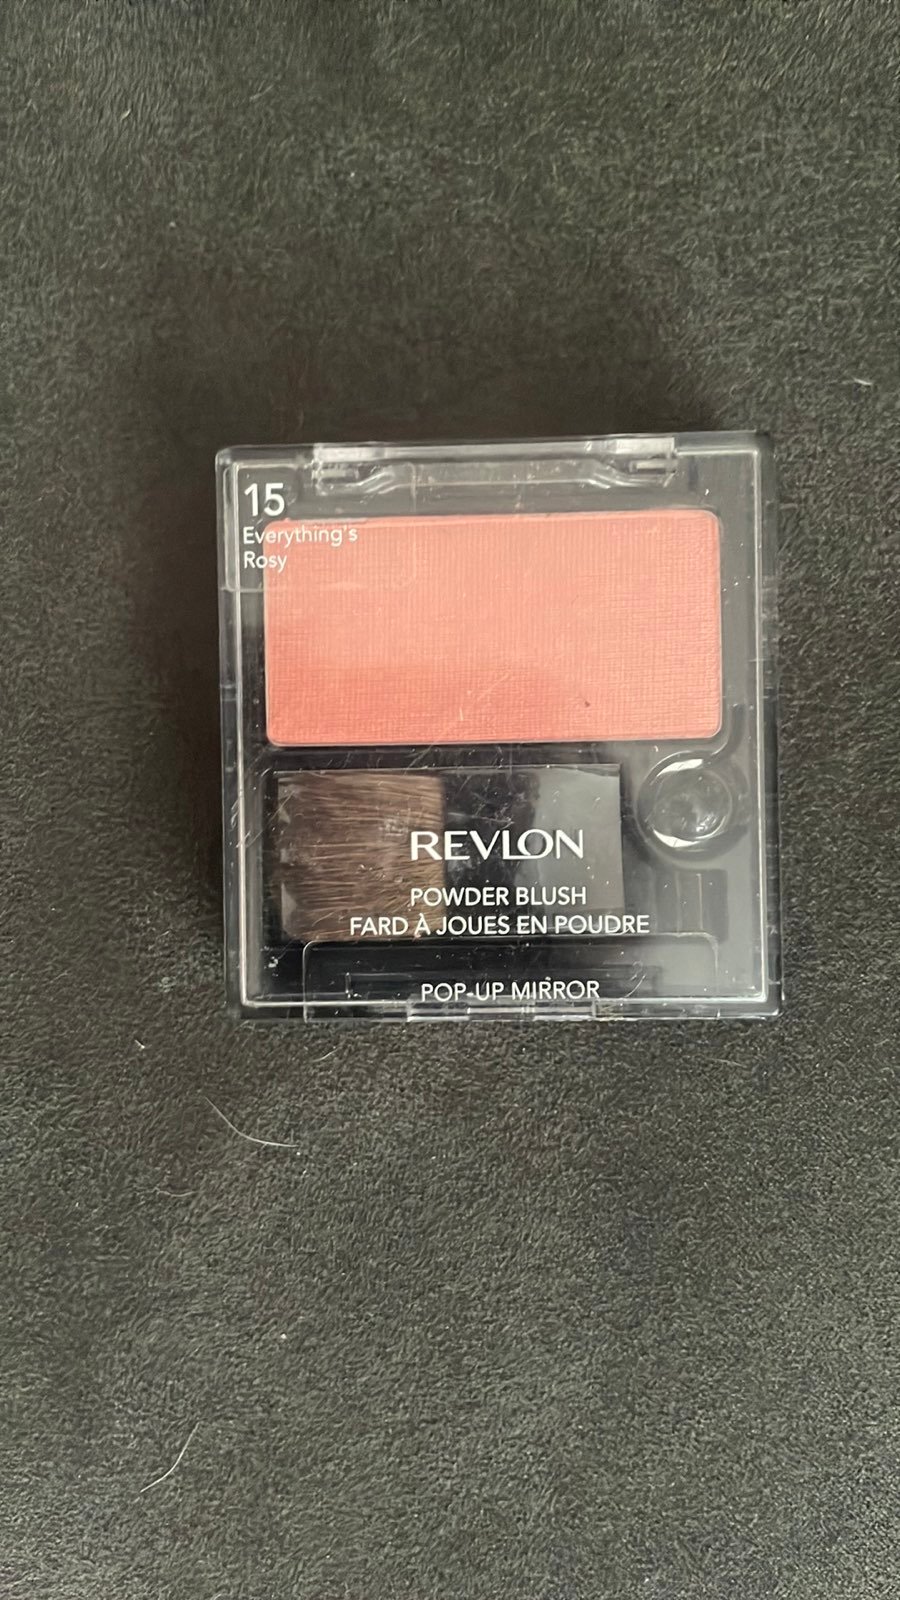 15
Everything's
Rosy
REVLON
POWDER BLUSH
FARD À JOUES EN POUDRE
POP-UP MIRROR